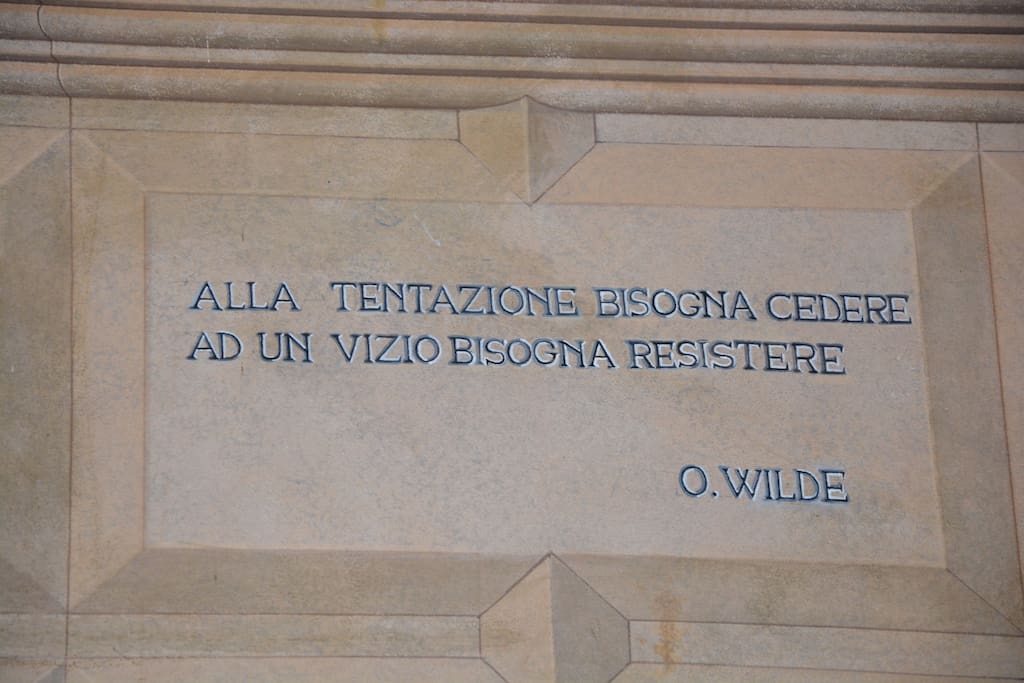 ALLA TENTAZIONE BISOGNA CEDERE
AD UN VIZIO BISOGNA RESISTERE
O. WILDE